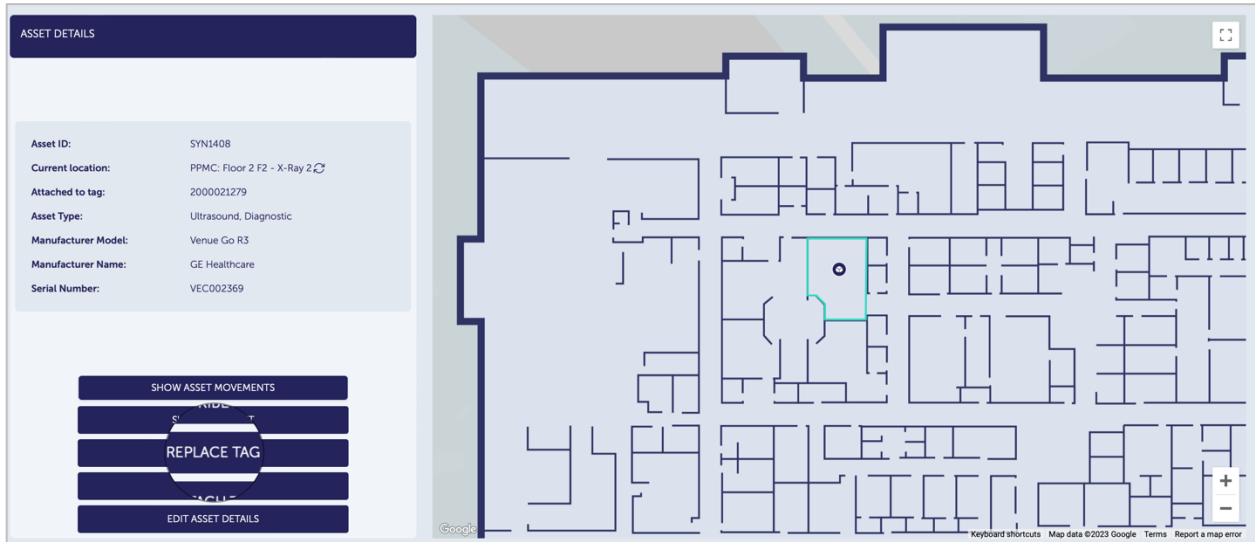 ASSET DETAILS
Asset ID: SYN1408
Current location: PPMC: Floor 2 F2 - X-Ray 2
Attached to tag: 2000021279
Asset Type: Ultrasound, Diagnostic
Manufacturer Model: Venue Go R3
Manufacturer Name: GE Healthcare
Serial Number: VEC002369
SHOW ASSET MOVEMENTS
REPLACE TAG
EDIT ASSET DETAILS
Google
Keyboard shortcuts Map data ©2023 Google Terms Report a map error